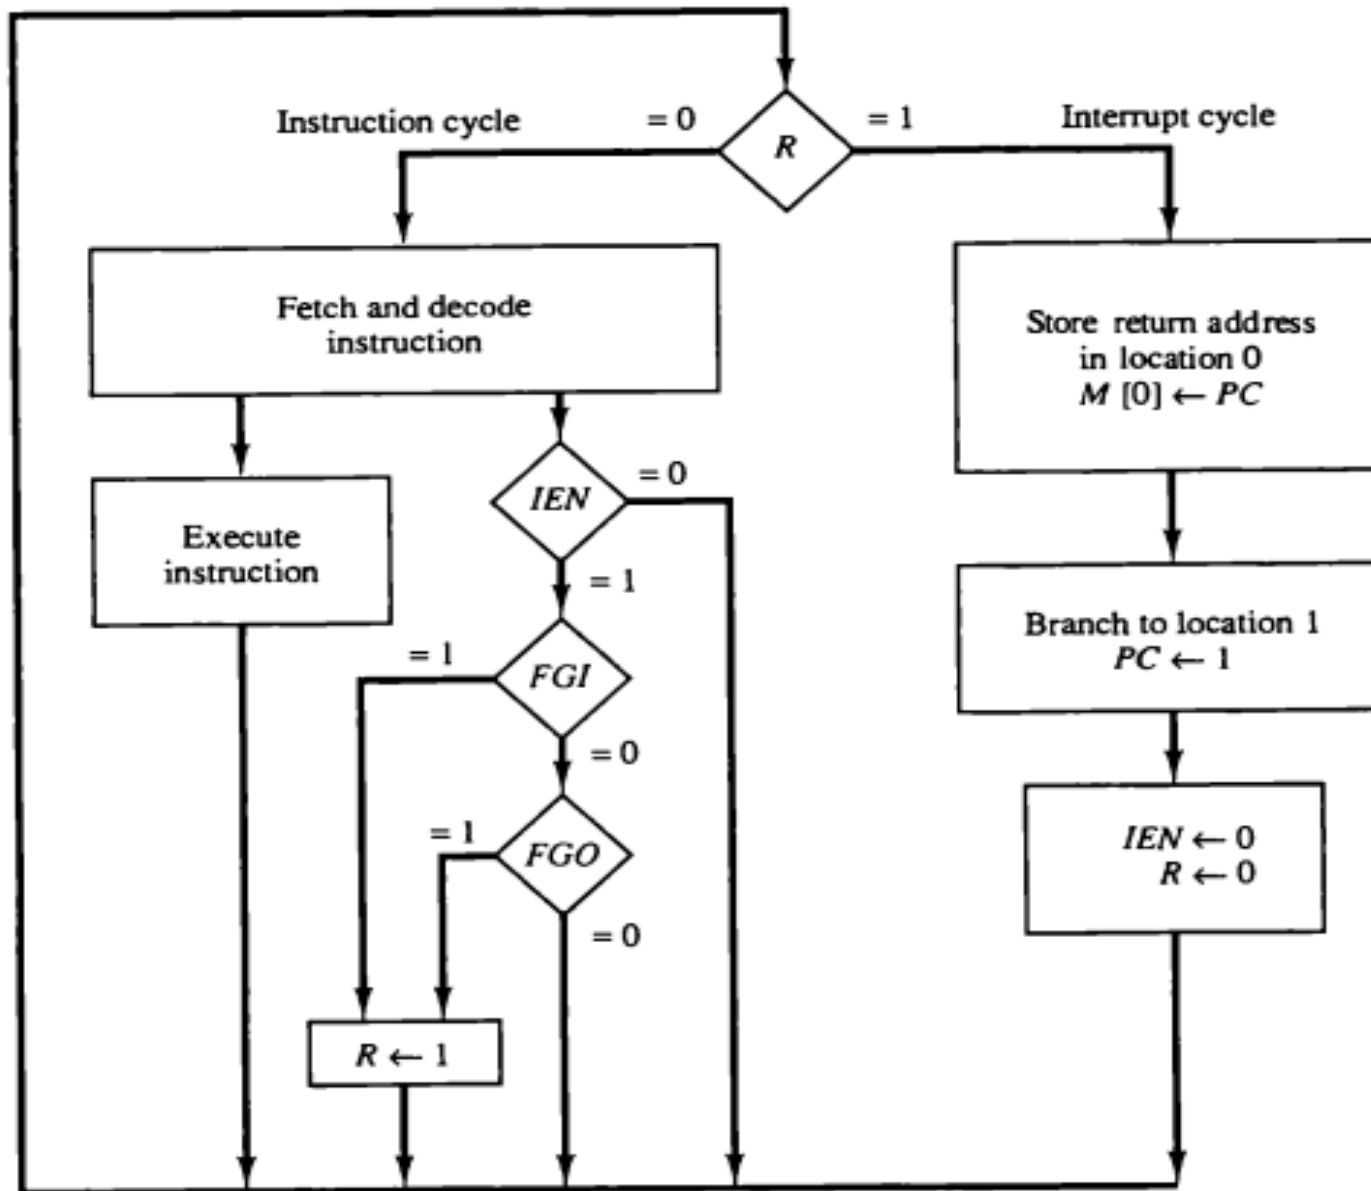 Instruction cycle
= 0
R
= 1
Interrupt cycle
Fetch and decode
instruction
Store return address
in location 0
M [0] ← PC
Execute
instruction
IEN
= 0
= 1
FGI
= 1
= 0
FGO
= 1
= 0
R ← 1
Branch to location 1
PC ← 1
IEN ← 0
R ← 0